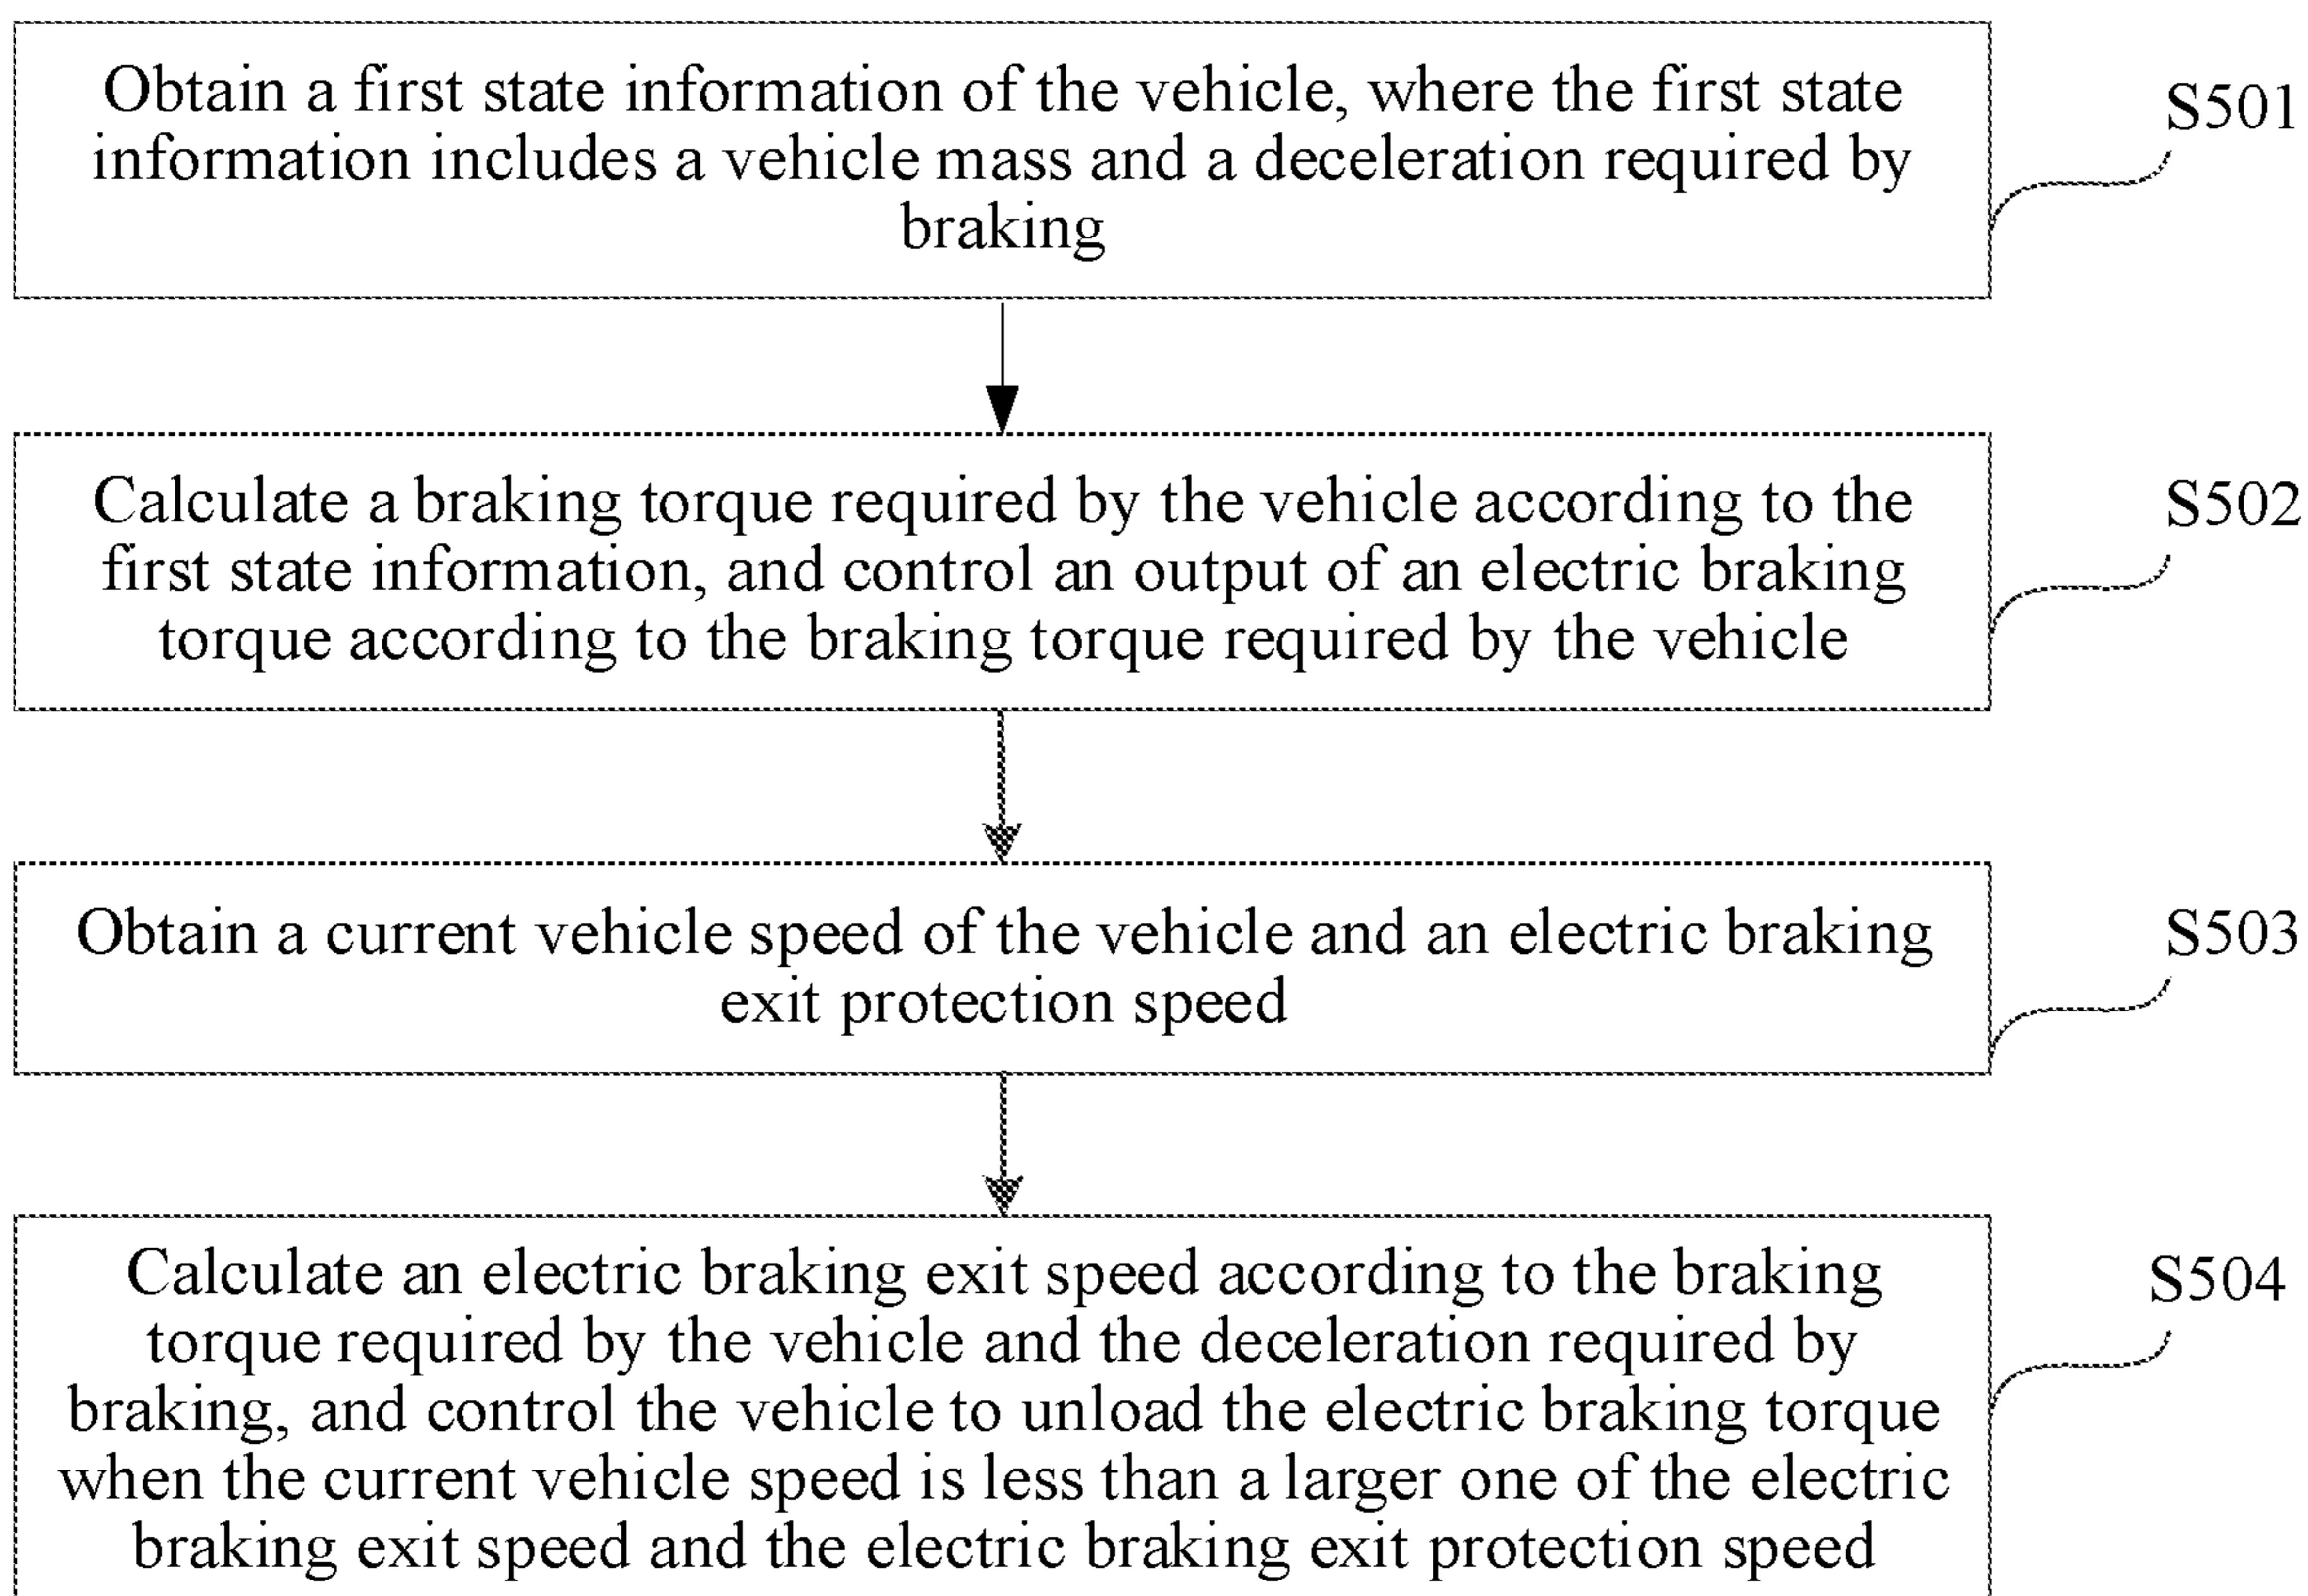 Obtain a first state information of the vehicle, where the first state
information includes a vehicle mass and a deceleration required by
braking
S501
Calculate a braking torque required by the vehicle according to the
first state information, and control an output of an electric braking
torque according to the braking torque required by the vehicle
S502
Obtain a current vehicle speed of the vehicle and an electric braking
exit protection speed
S503
Calculate an electric braking exit speed according to the braking
torque required by the vehicle and the deceleration required by
braking, and control the vehicle to unload the electric braking torque
when the current vehicle speed is less than a larger one of the electric
braking exit speed and the electric braking exit protection speed
S504